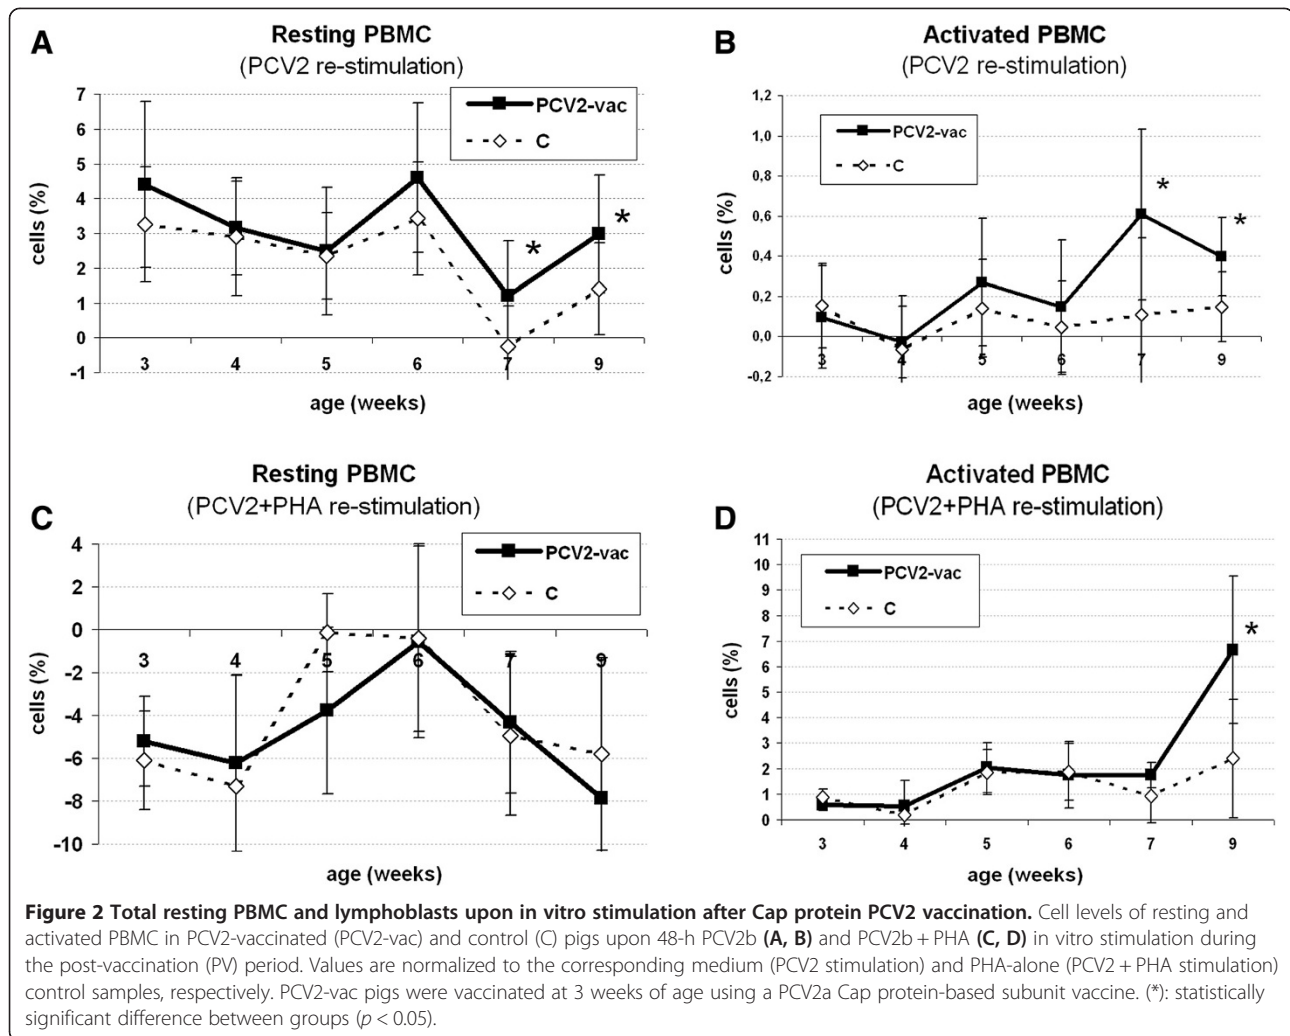 A
Resting PBMC
(PCV2 re-stimulation)
7
6
5
4
3
2
1
0
-1
cells (%)
PCV2-vac
C
*
*
3 4 5 6 7 9
age (weeks)
B
Activated PBMC
(PCV2 re-stimulation)
1,2
1,0
0,8
0,6
0,4
0,2
0,0
-0,2
cells (%)
PCV2-vac
C
*
*
3 4 5 6 7 9
age (weeks)
C
Resting PBMC
(PCV2+PHA re-stimulation)
4
2
0
-2
-4
-6
-8
-10
cells (%)
PCV2-vac
C
3 4 5 6 7 9
age (weeks)
D
Activated PBMC
(PCV2+PHA re-stimulation)
11
10
9
8
7
6
5
4
3
2
1
0
cells (%)
PCV2-vac
C
*
3 4 5 6 7 9
age (weeks)
Figure 2 Total resting PBMC and lymphoblasts upon in vitro stimulation after Cap protein PCV2 vaccination. Cell levels of resting and
activated PBMC in PCV2-vaccinated (PCV2-vac) and control (C) pigs upon 48-h PCV2b (A, B) and PCV2b + PHA (C, D) in vitro stimulation during
the post-vaccination (PV) period. Values are normalized to the corresponding medium (PCV2 stimulation) and PHA-alone (PCV2 + PHA stimulation)
control samples, respectively. PCV2-vac pigs were vaccinated at 3 weeks of age using a PCV2a Cap protein-based subunit vaccine. (*): statistically
significant difference between groups (p < 0.05).